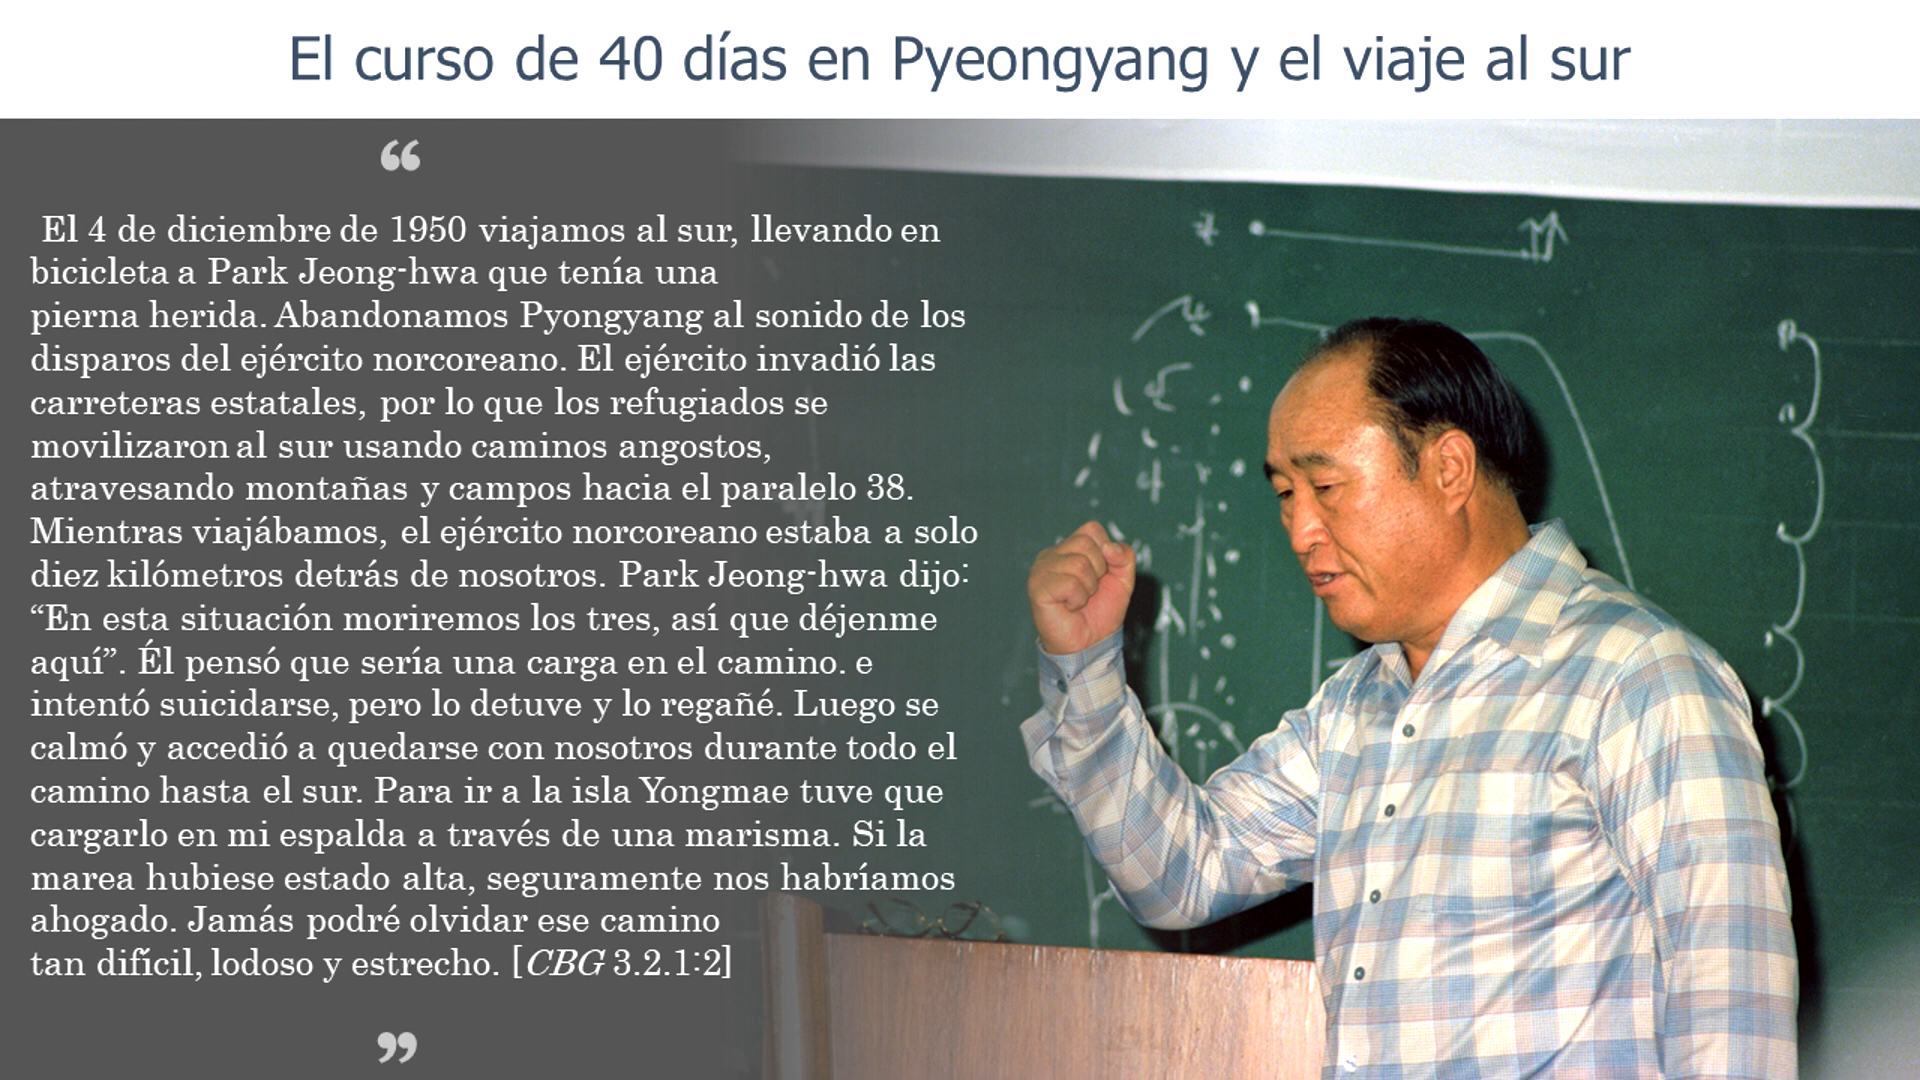 El curso de 40 días en Pyeongyang y el viaje al sur
“
El 4 de diciembre de 1950 viajamos al sur, llevando en
bicicleta a Park Jeong-hwa que tenía una
pierna herida. Abandonamos Pyongyang al sonido de los
disparos del ejército norcoreano. El ejército invadió las
carreteras estatales, por lo que los refugiados se
movilizaron al sur usando caminos angostos,
atravesando montañas y campos hacia el paralelo 38.
Mientras viajábamos, el ejército norcoreano estaba a solo
diez kilómetros detrás de nosotros. Park Jeong-hwa dijo:
“En esta situación moriremos los tres, así que déjenme
aquí”. Él pensó que sería una carga en el camino. e
intentó suicidarse, pero lo detuve y lo regañé. Luego se
calmó y accedió a quedarse con nosotros durante todo el
camino hasta el sur. Para ir a la isla Yongmae tuve que
cargarlo en mi espalda a través de una marisma. Si la
marea hubiese estado alta, seguramente nos habríamos
ahogado. Jamás podré olvidar ese camino
tan difícil, lodoso y estrecho. [CBG 3.2.1:2]
”